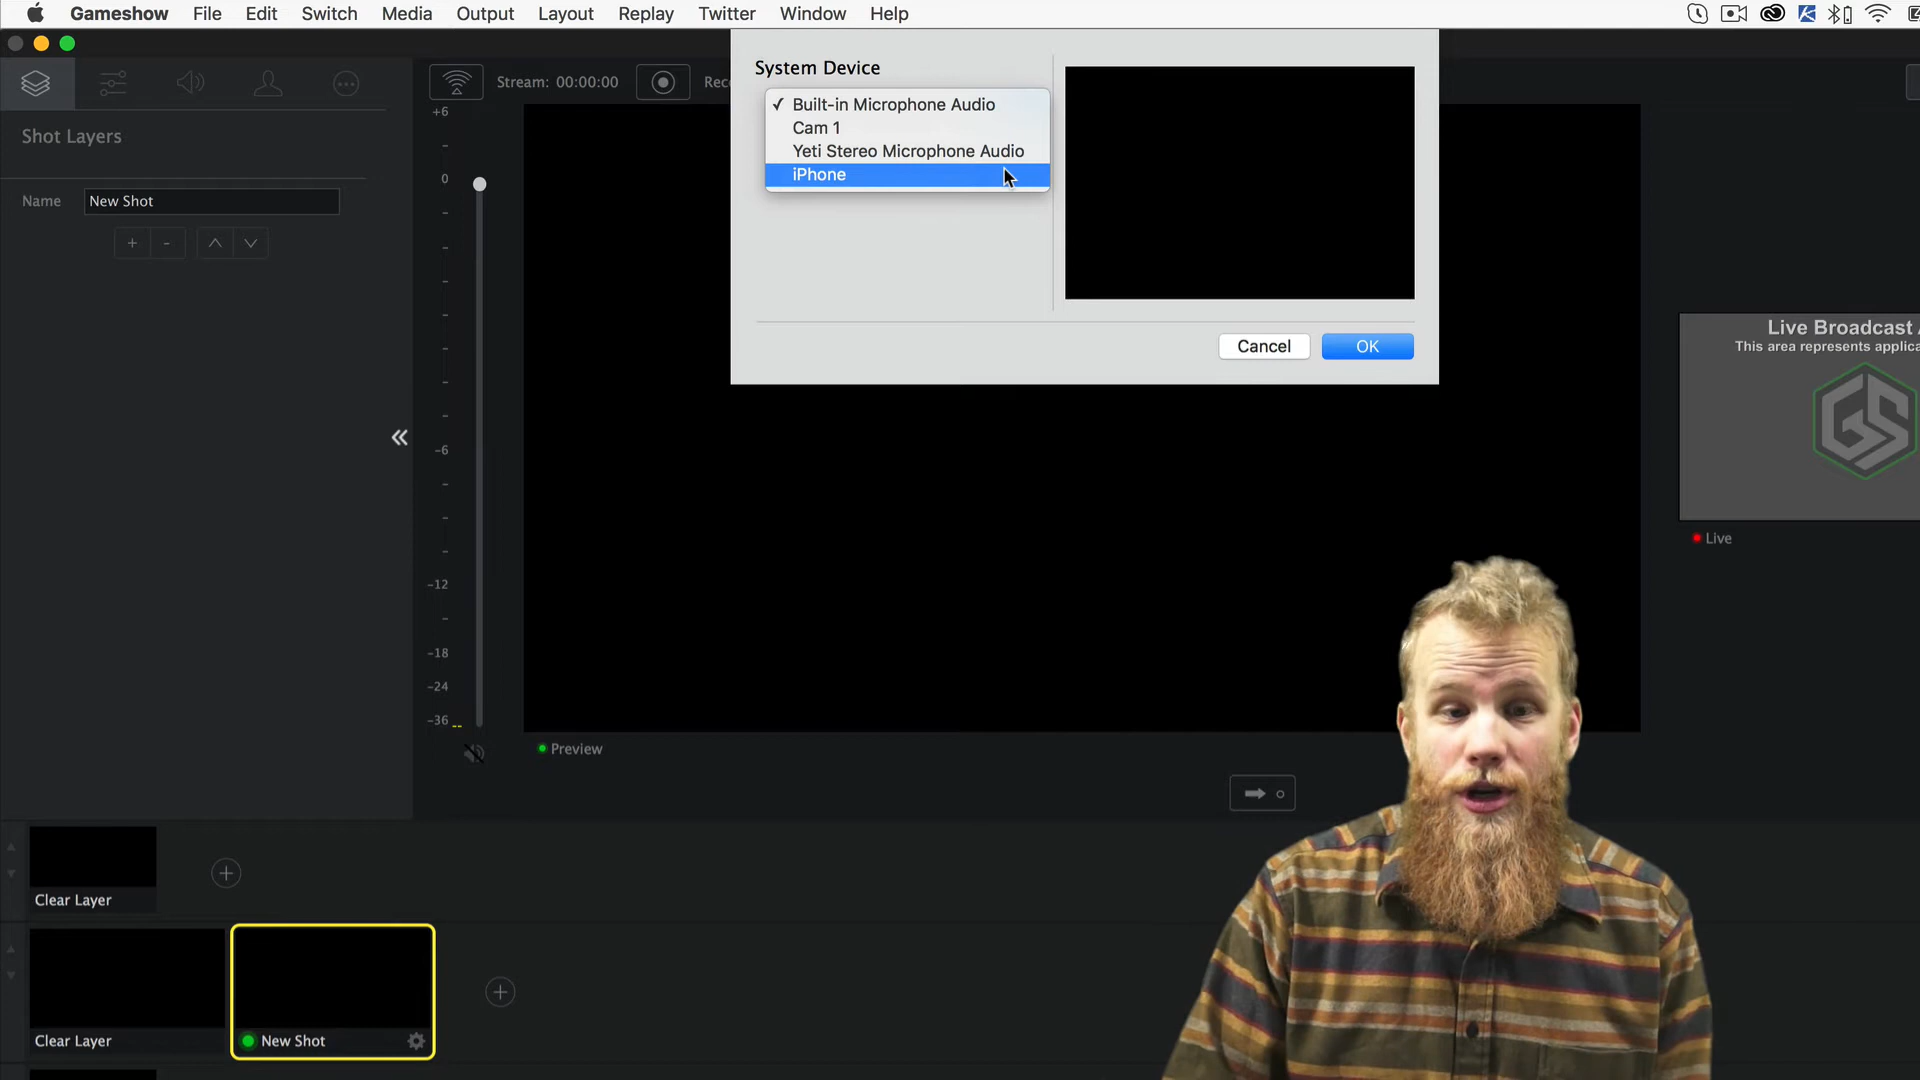 Gameshow File Edit Switch Media Output Layout Replay Twitter Window Help
System Device
✓ Built-in Microphone Audio
Cam 1
Yeti Stereo Microphone Audio
iPhone
Cancel OK
Stream: 00:00:00
Rec
Shot Layers
Name New Shot
+ -
+6
0
-6
-12
-18
-24
-36 --
Preview
Live Broadcast
This area represents applica
GS
Live
Clear Layer
Clear Layer
New Shot